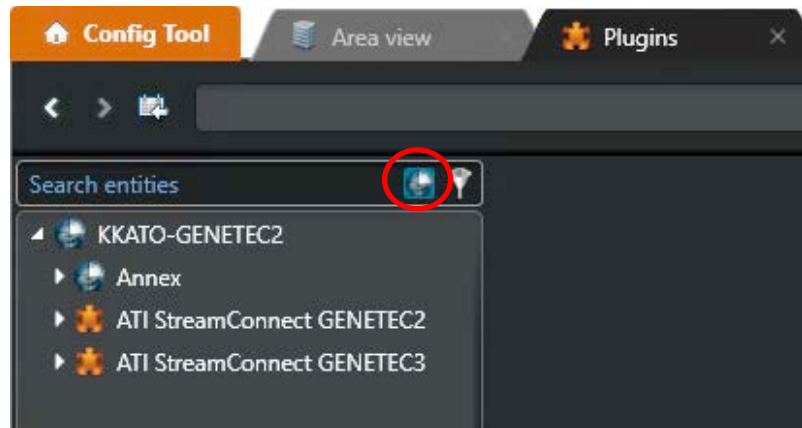 Config Tool
Area view
Plugins
Search entities
KKATO-GENETEC2
Annex
ATI StreamConnect GENETEC2
ATI StreamConnect GENETEC3